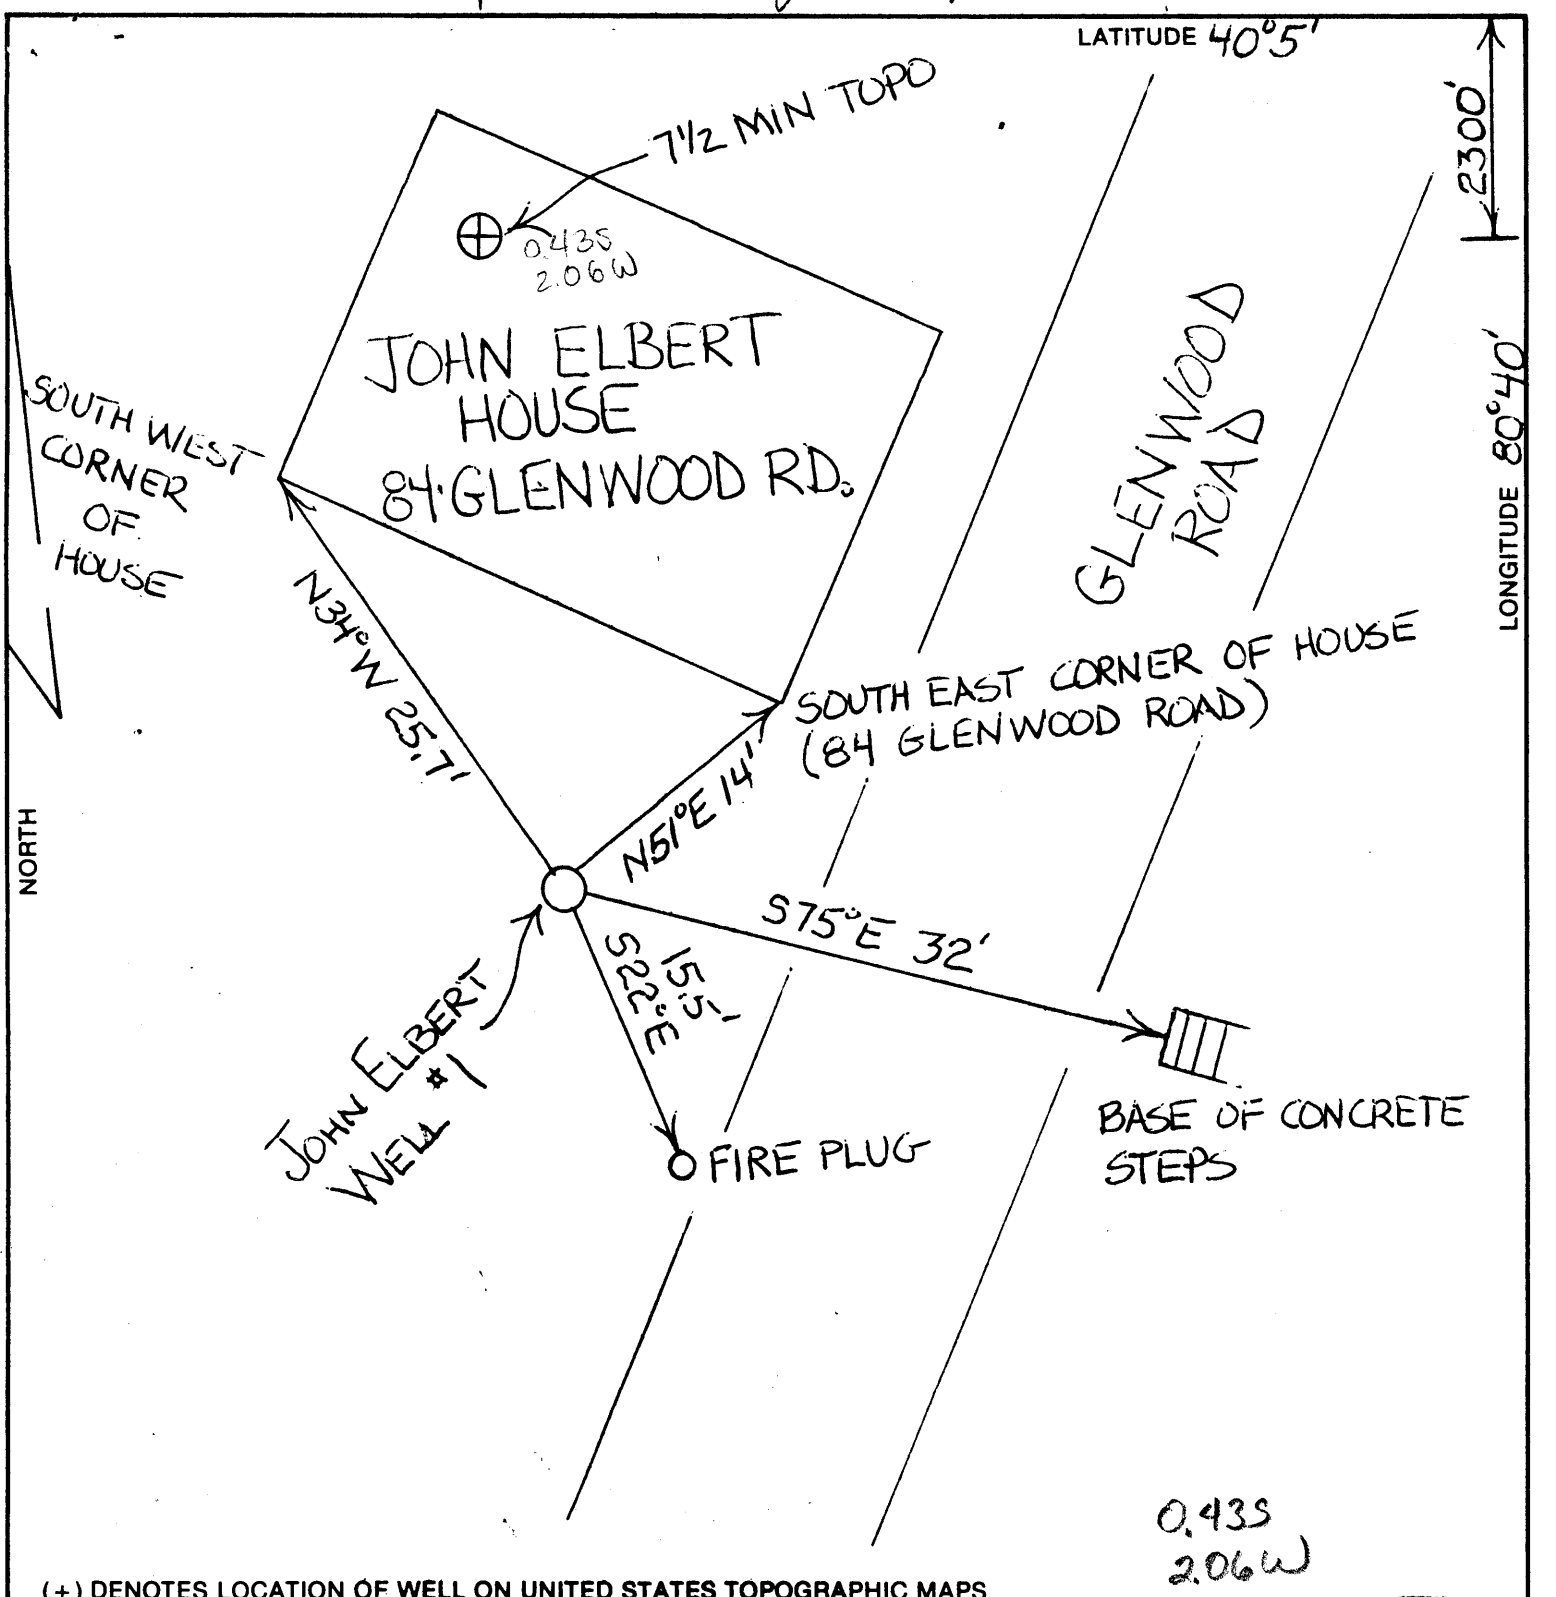 LATITUDE 40°5'
2300'
7 1/2 MIN TOPO
0.43S
2.06W
JOHN ELBERT
HOUSE
84 GLENWOOD RD.
SOUTH WEST
CORNER
OF
HOUSE
GLENWOOD
ROAD
LONGITUDE 80°40'
N34°W 25.7'
SOUTH EAST CORNER OF HOUSE
(84 GLENWOOD ROAD)
N51°E 14'
NORTH
S75°E 32'
15.5'
S22°E
JOHN ELBERT
WELL #1
FIRE PLUG
BASE OF CONCRETE
STEPS
0.43S
2.06W
(+) DENOTES LOCATION OF WELL ON UNITED STATES TOPOGRAPHIC MAPS